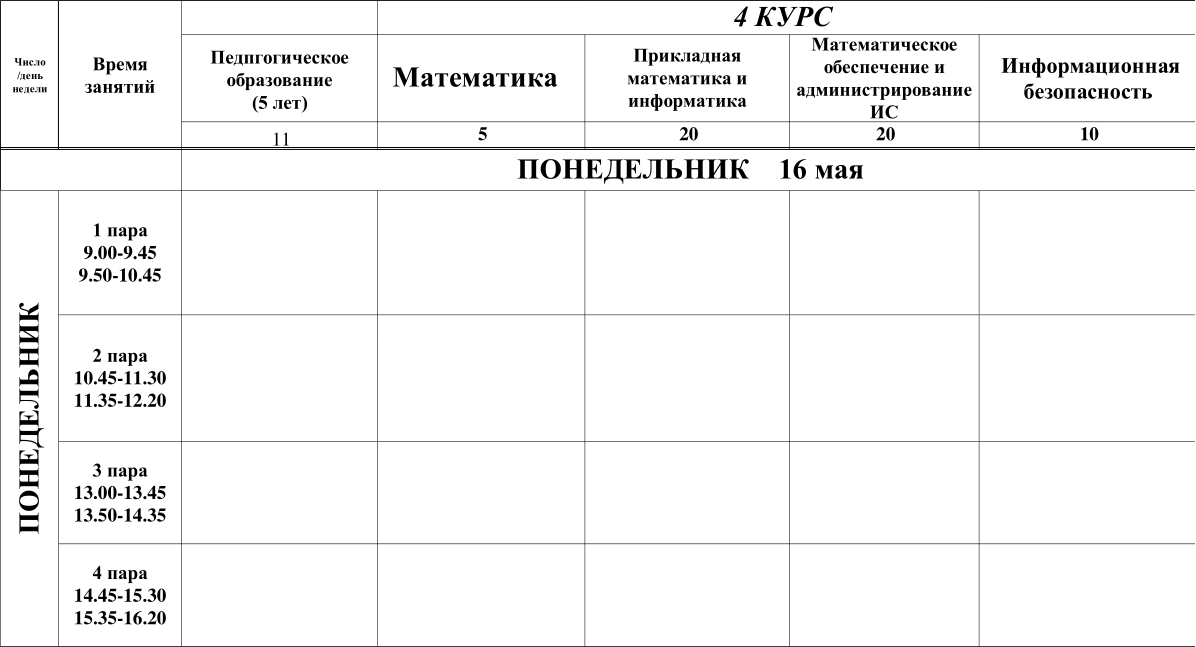 4 КУРС
Число
/день
недели
Время
занятий
Педпгогическое
образование
(5 лет)
Математика
Прикладная
математика и
информатика
Математическое
обеспечение и
администрирование
ИС
Информационная
безопасность
11
5
20
20
10
ПОНЕДЕЛЬНИК 16 мая
ПОНЕДЕЛЬНИК
1 пара
9.00-9.45
9.50-10.45
2 пара
10.45-11.30
11.35-12.20
3 пара
13.00-13.45
13.50-14.35
4 пара
14.45-15.30
15.35-16.20